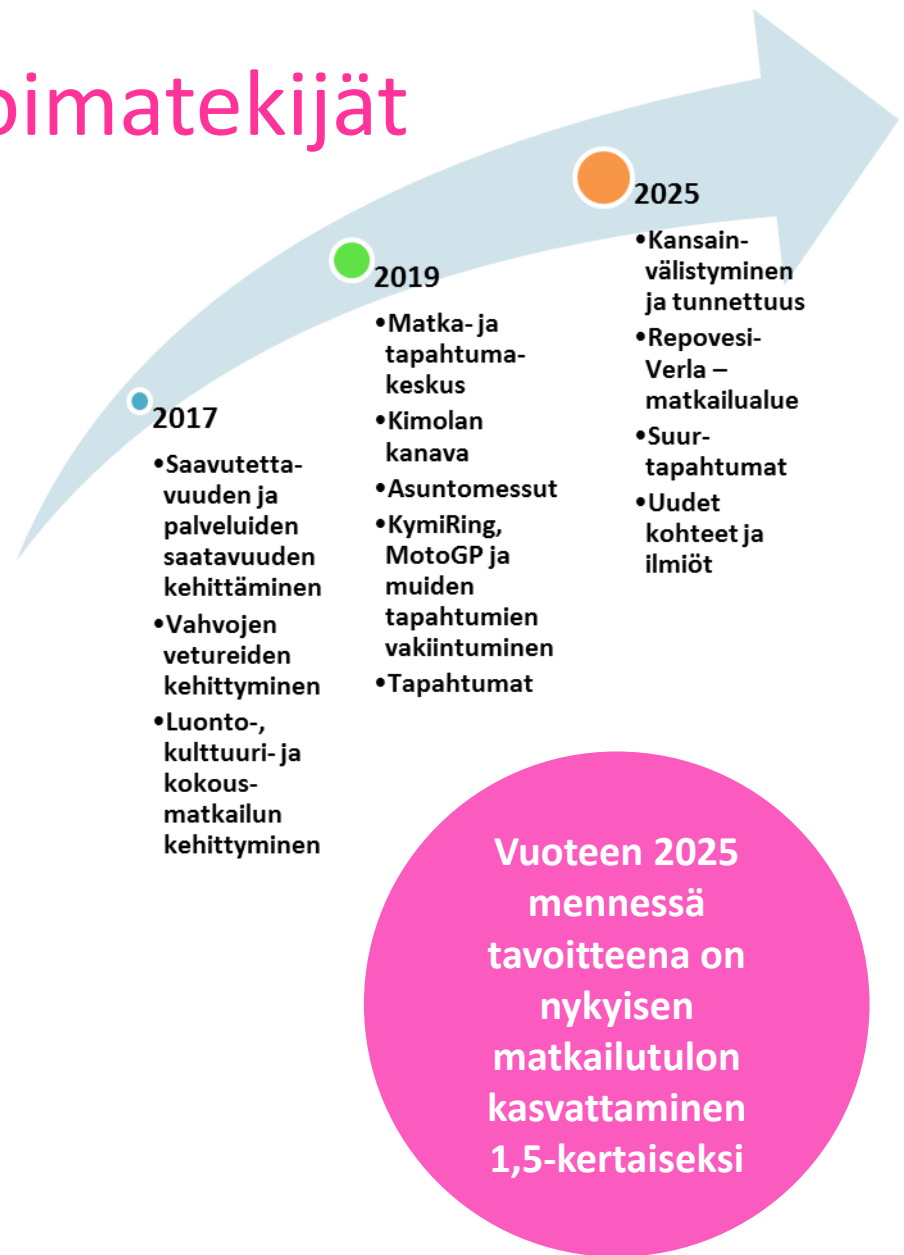 oimatekijät
2017
•Saavutetta-
vuuden ja
palveluiden
saatavuuden
kehittäminen
•Vahvojen
vetureiden
kehittyminen
•Luonto-,
kulttuuri- ja
kokous-
matkailun
kehittyminen
2019
•Matka- ja
tapahtuma-
keskus
•Kimolan
kanava
•Asuntomessut
•KymiRing,
MotoGP ja
muiden
tapahtumien
vakiintuminen
•Tapahtumat
2025
•Kansain-
välistyminen
ja tunnettuus
•Repovesi-
Verla –
matkailualue
•Suur-
tapahtumat
•Uudet
kohteet ja
ilmiöt
Vuoteen 2025
mennessä
tavoitteena on
nykyisen
matkailutulon
kasvattaminen
1,5-kertaiseksi